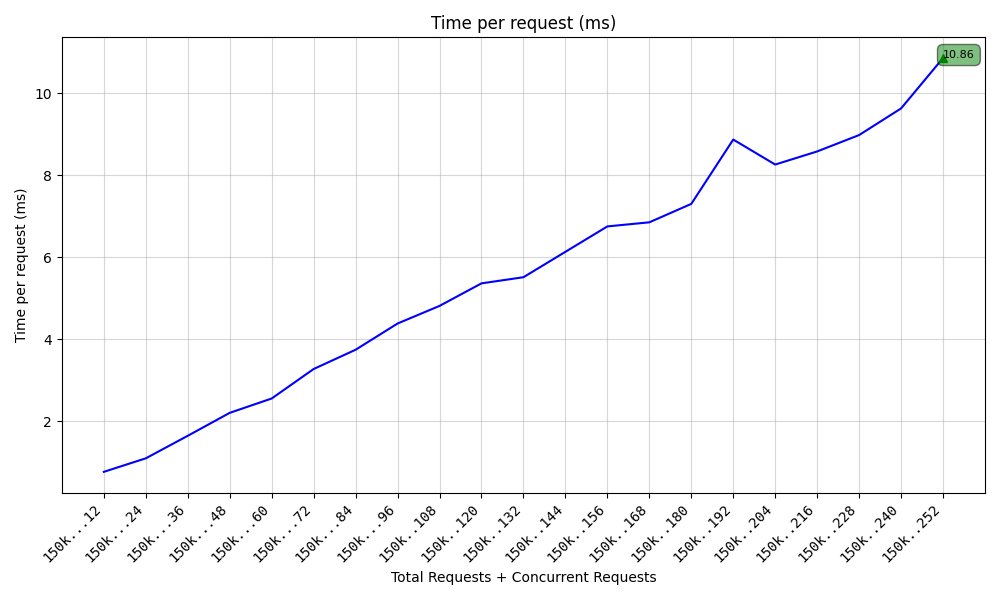 Time per request (ms)
10.86
Time per request (ms)
10
8
6
4
2
150k...12
150k...24
150k...36
150k...48
150k...60
150k...72
150k...84
150k...96
150k..108
150k..120
150k..132
150k..144
150k..156
150k..168
150k..180
150k..192
150k..204
150k..216
150k..228
150k..240
150k..252
Total Requests + Concurrent Requests